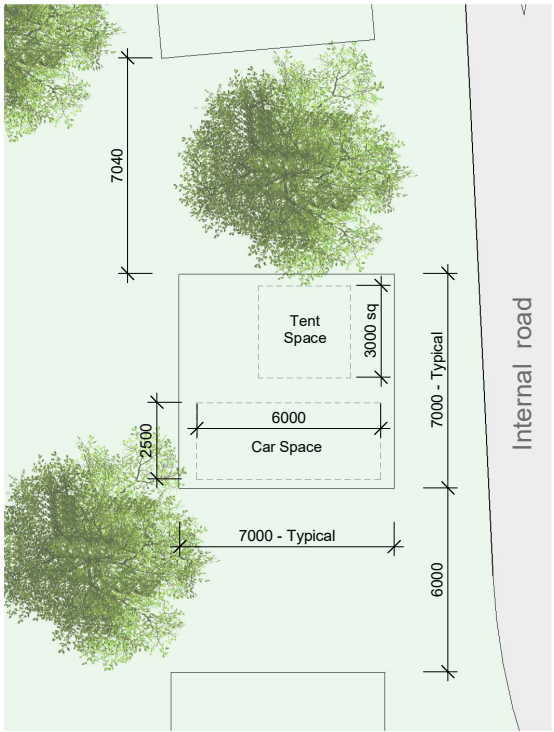 7040
Tent
Space
3000 sq
7000 - Typical
Internal road
6000
2500
Car Space
7000 - Typical
6000